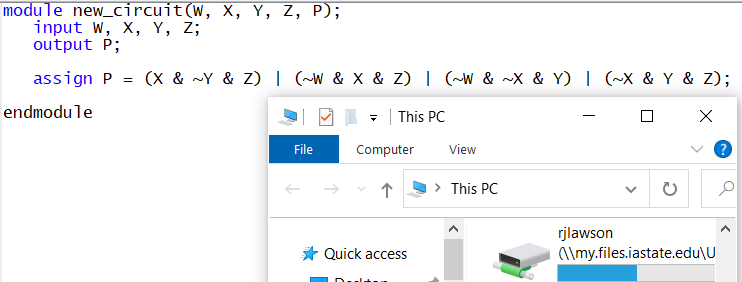 module new_circuit(W, X, Y, Z, P);
input W, X, Y, Z;
output P;
assign P = (X & ~Y & Z) | (~W & X & Z) | (~W & ~X & Y) | (~X & Y & Z);
endmodule
This PC
File Computer View
This PC
rjlawson
Quick access (\\my.files.iastate.edu\U
Desktop